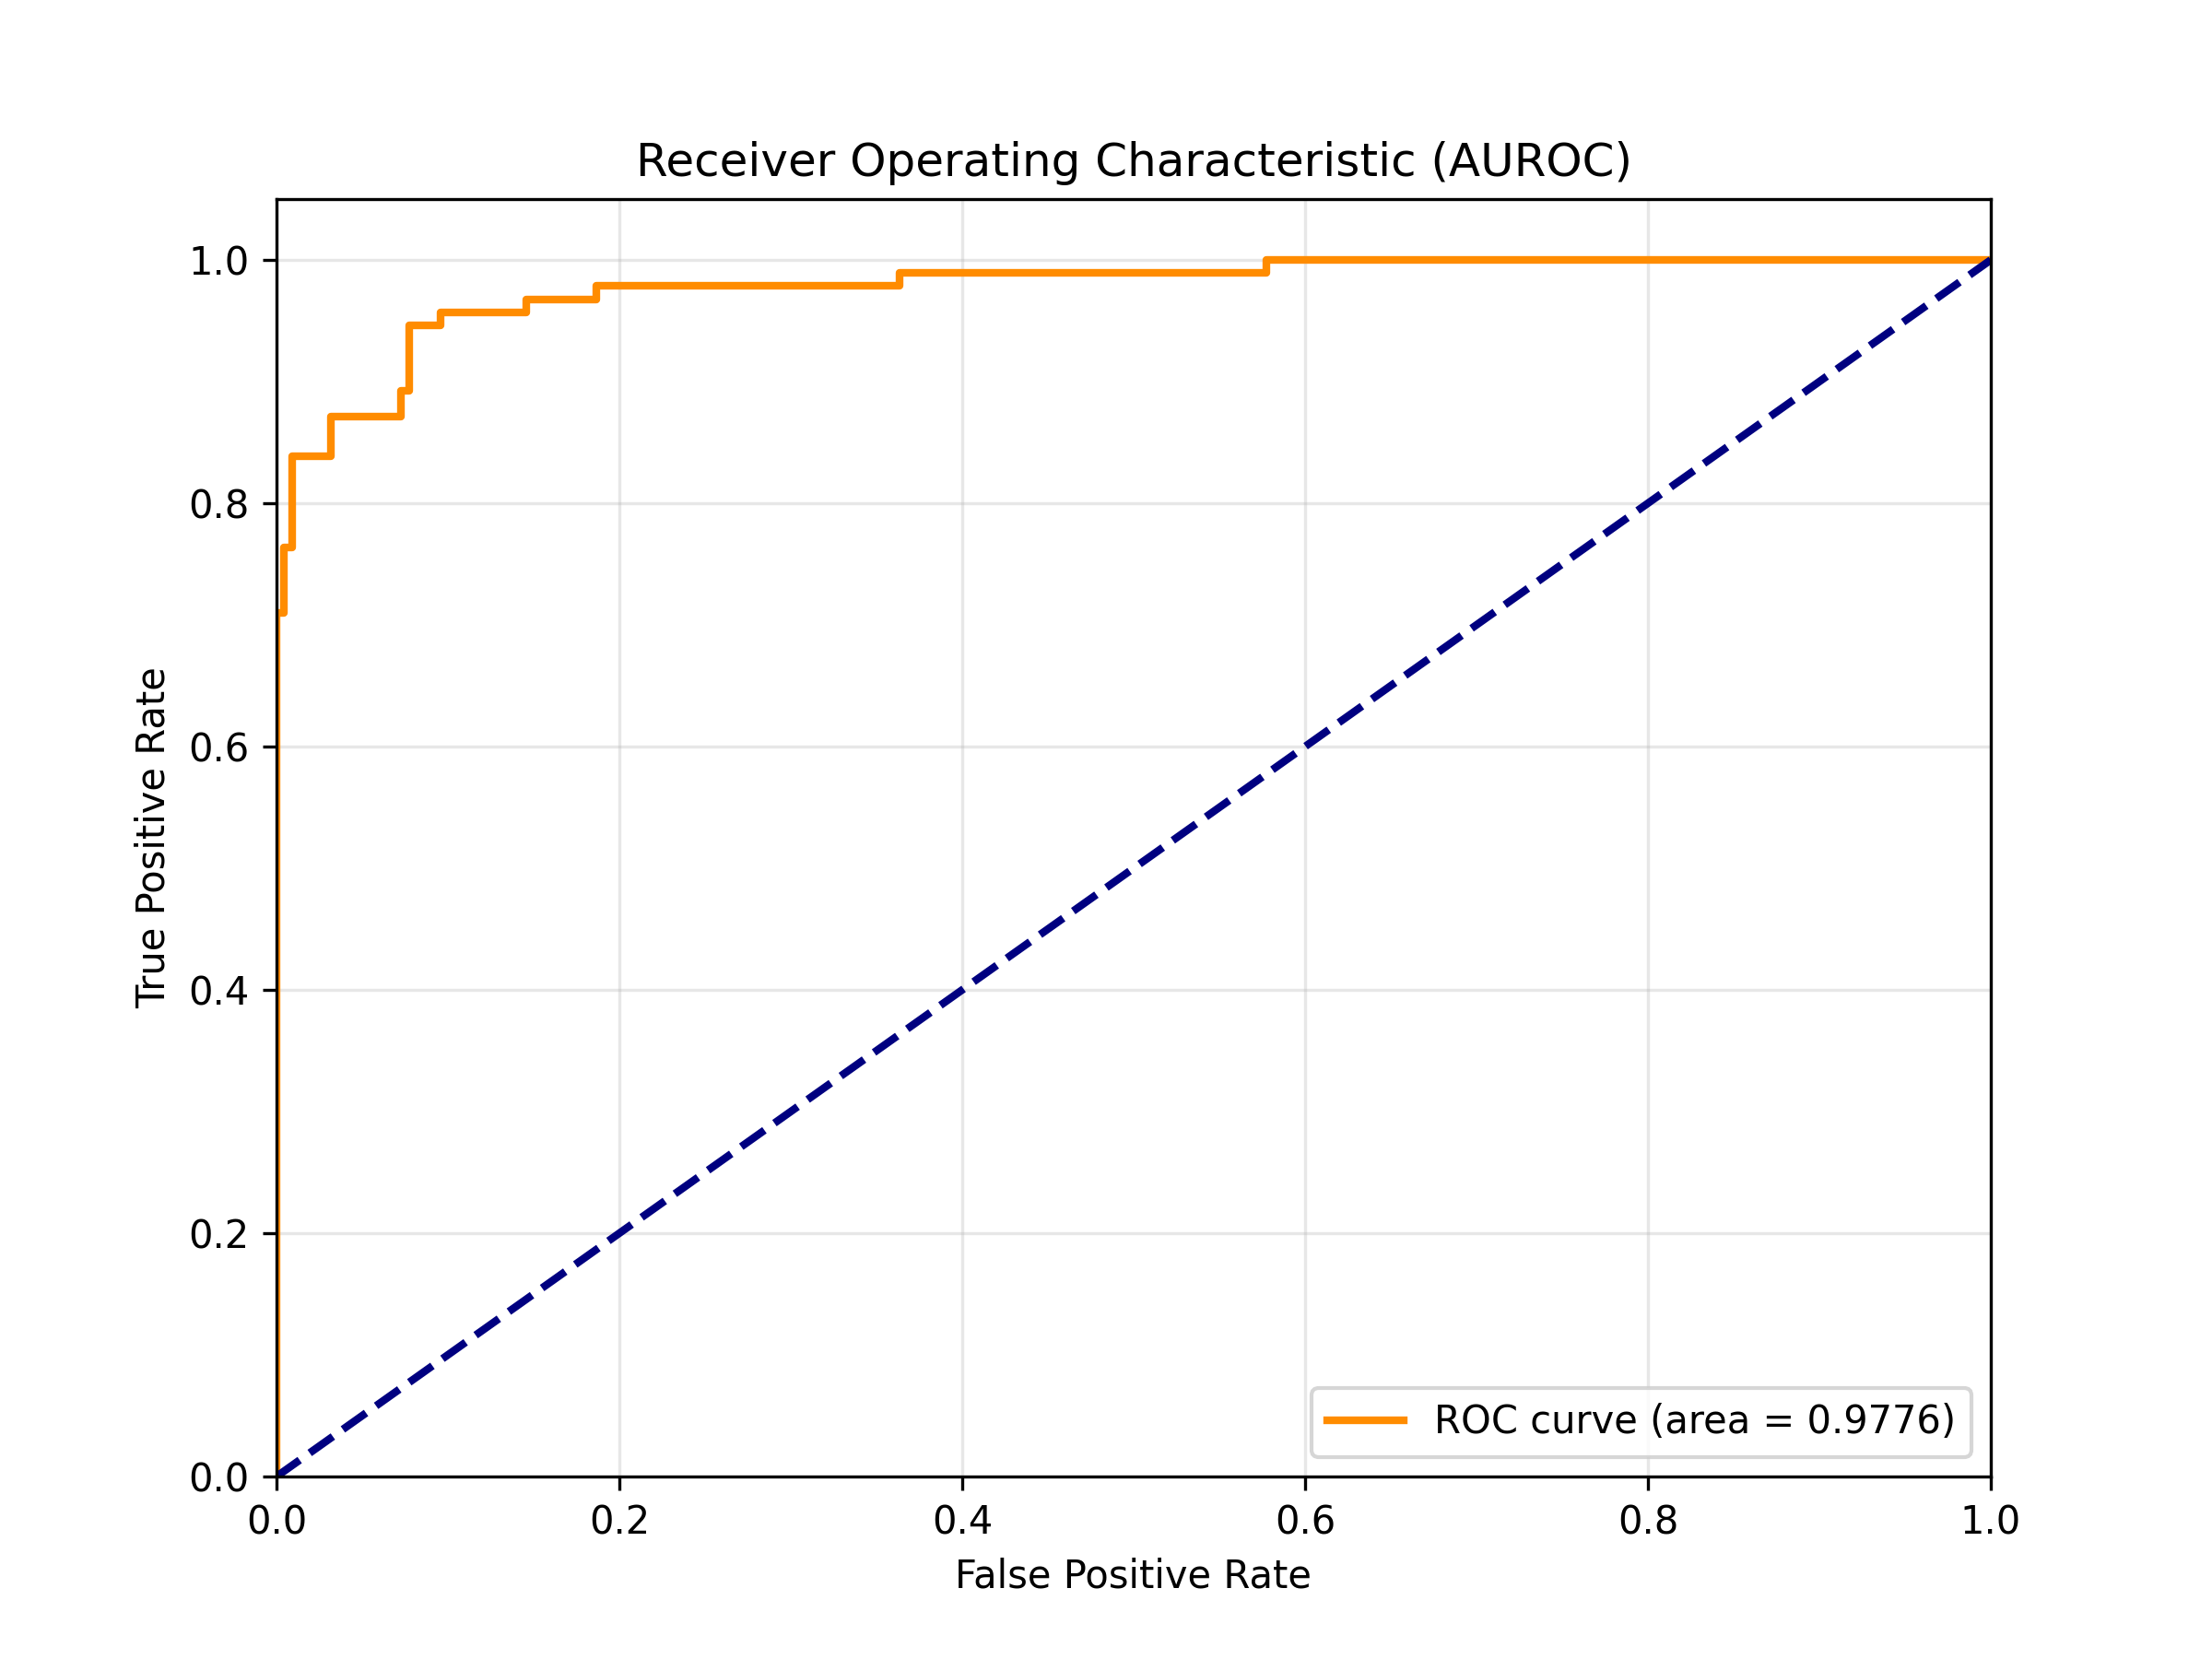 Receiver Operating Characteristic (AUROC)
True Positive Rate
1.0
0.8
0.6
0.4
0.2
0.0
0.0 0.2 0.4 0.6 0.8 1.0
False Positive Rate
ROC curve (area = 0.9776)